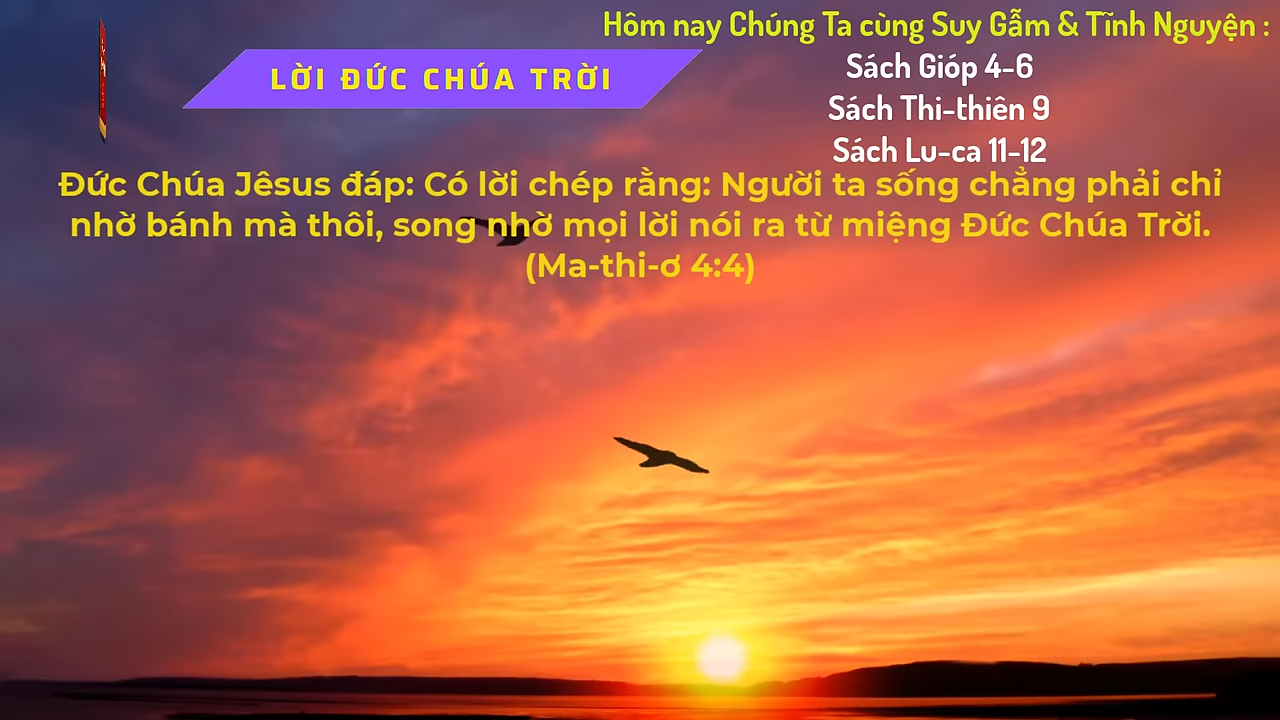 Hôm nay Chúng Ta cùng Suy Gẫm & Tĩnh Nguyện :
LỜI ĐỨC CHÚA TRỜI
Sách Gióp 4-6
Sách Thi-thiên 9
Sách Lu-ca 11-12
Đức Chúa Jêsus đáp: Có lời chép rằng: Người ta sống chẳng phải chỉ
nhờ bánh mà thôi, song nhờ mọi lời nói ra từ miệng Đức Chúa Trời.
(Ma-thi-ơ 4:4)